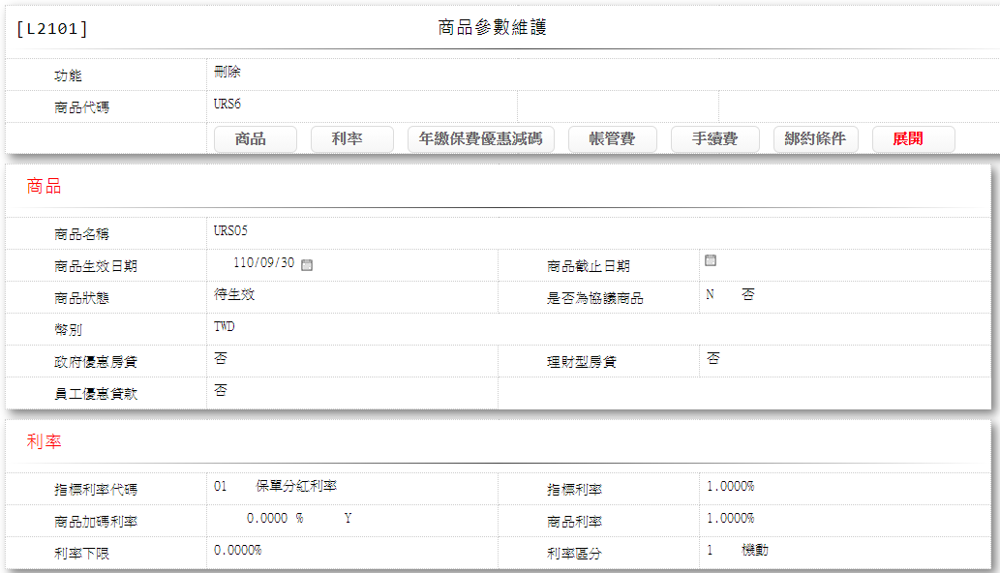 [L2101] 商品參數維護
功能 刪除
商品代碼 URS6
商品 利率 年繳保費優惠減碼 帳管費 手續費 綁約條件 展開
商品
商品名稱 URS05
商品生效日期 110/09/30 商品截止日期
商品狀態 待生效 是否為協議商品 N 否
幣別 TWD
政府優惠房貸 否 理財型房貸 否
員工優惠貸款 否
利率
指標利率代碼 01 保單分紅利率 指標利率 1.0000%
商品加碼利率 0.0000 % Y 商品利率 1.0000%
利率下限 0.0000% 利率區分 1 機動